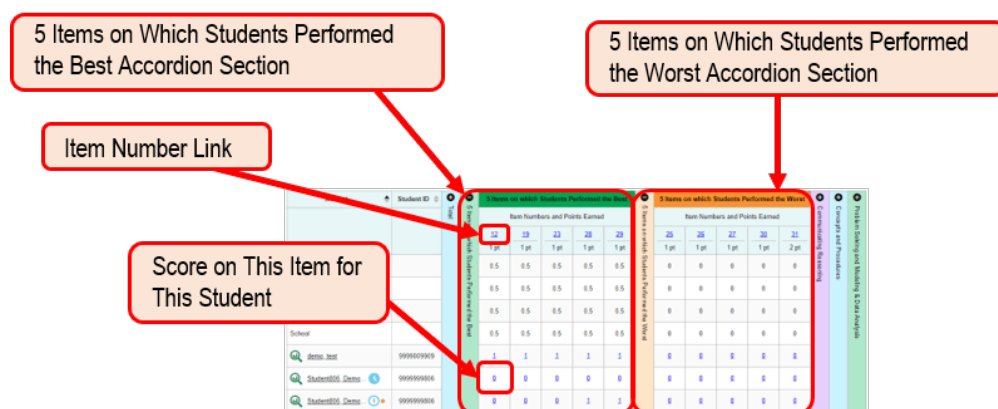 5 Items on Which Students Performed
the Best Accordion Section
5 Items on Which Students Performed
the Worst Accordion Section
Item Number Link
Score on This Item for
This Student
Student ID
Total
5 Items on which Students Performed the Best
5 Items on which Students Performed the Best
Item Numbers and Points Earned
12 19 23 28 29
1 pt 1 pt 1 pt 1 pt 1 pt
5 Items on which Students Performed the Worst
5 Items on which Students Performed the Worst
Item Numbers and Points Earned
25 26 27 30 31
1 pt 1 pt 1 pt 1 pt 2 pt
Communicating Reasoning
Concepts and Procedures
Problem Solving and Modeling & Data Analysis
0.5 0.5 0.5 0.5 0.5 0 0 0 0 0
0.5 0.5 0.5 0.5 0.5 0 0 0 0 0
0.5 0.5 0.5 0.5 0.5 0 0 0 0 0
School 0.5 0.5 0.5 0.5 0.5 0 0 0 0 0
demo, test 1 1 1 1 1 0 0 0 0 0
Student806, Demo 9999999806 0 0 0 0 0 0 0 0 0 0
Student806, Demo 1 9999999806 0 0 0 1 1 0 0 0 0 0